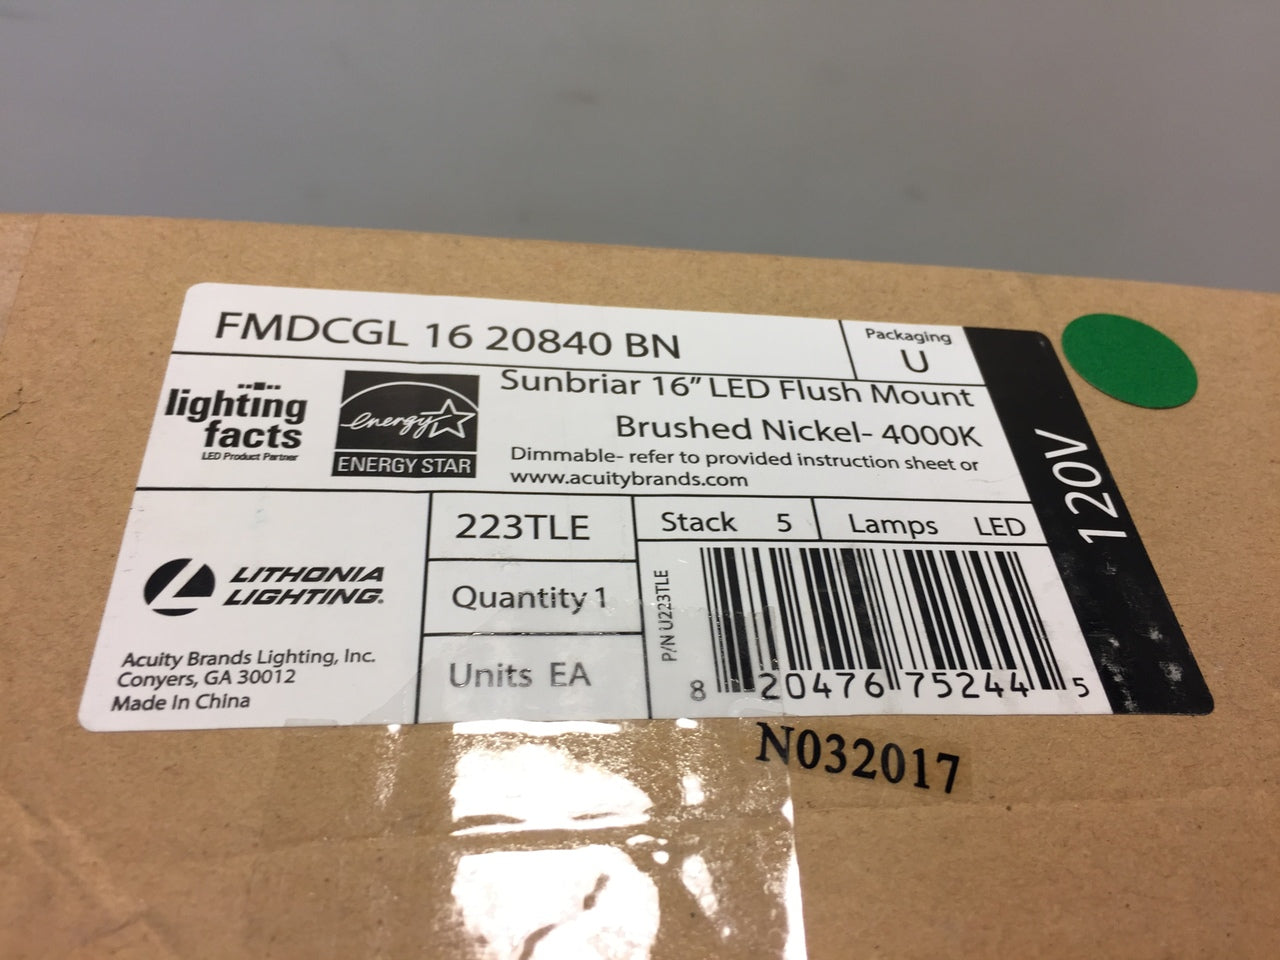 FMDCGL 16 20840 BN
Packaging
U
lighting
facts
LED Product Partner
energy
ENERGY STAR
Sunbriar 16" LED Flush Mount
Brushed Nickel- 4000K
Dimmable- refer to provided instruction sheet or
www.acuitybrands.com
120V
LITHONIA
LIGHTING®
Acuity Brands Lighting, Inc.
Conyers, GA 30012
Made In China
223TLE
Quantity 1
Units EA
Stack 5
Lamps LED
P/N U223TLE
8 20476 75244 5
N032017